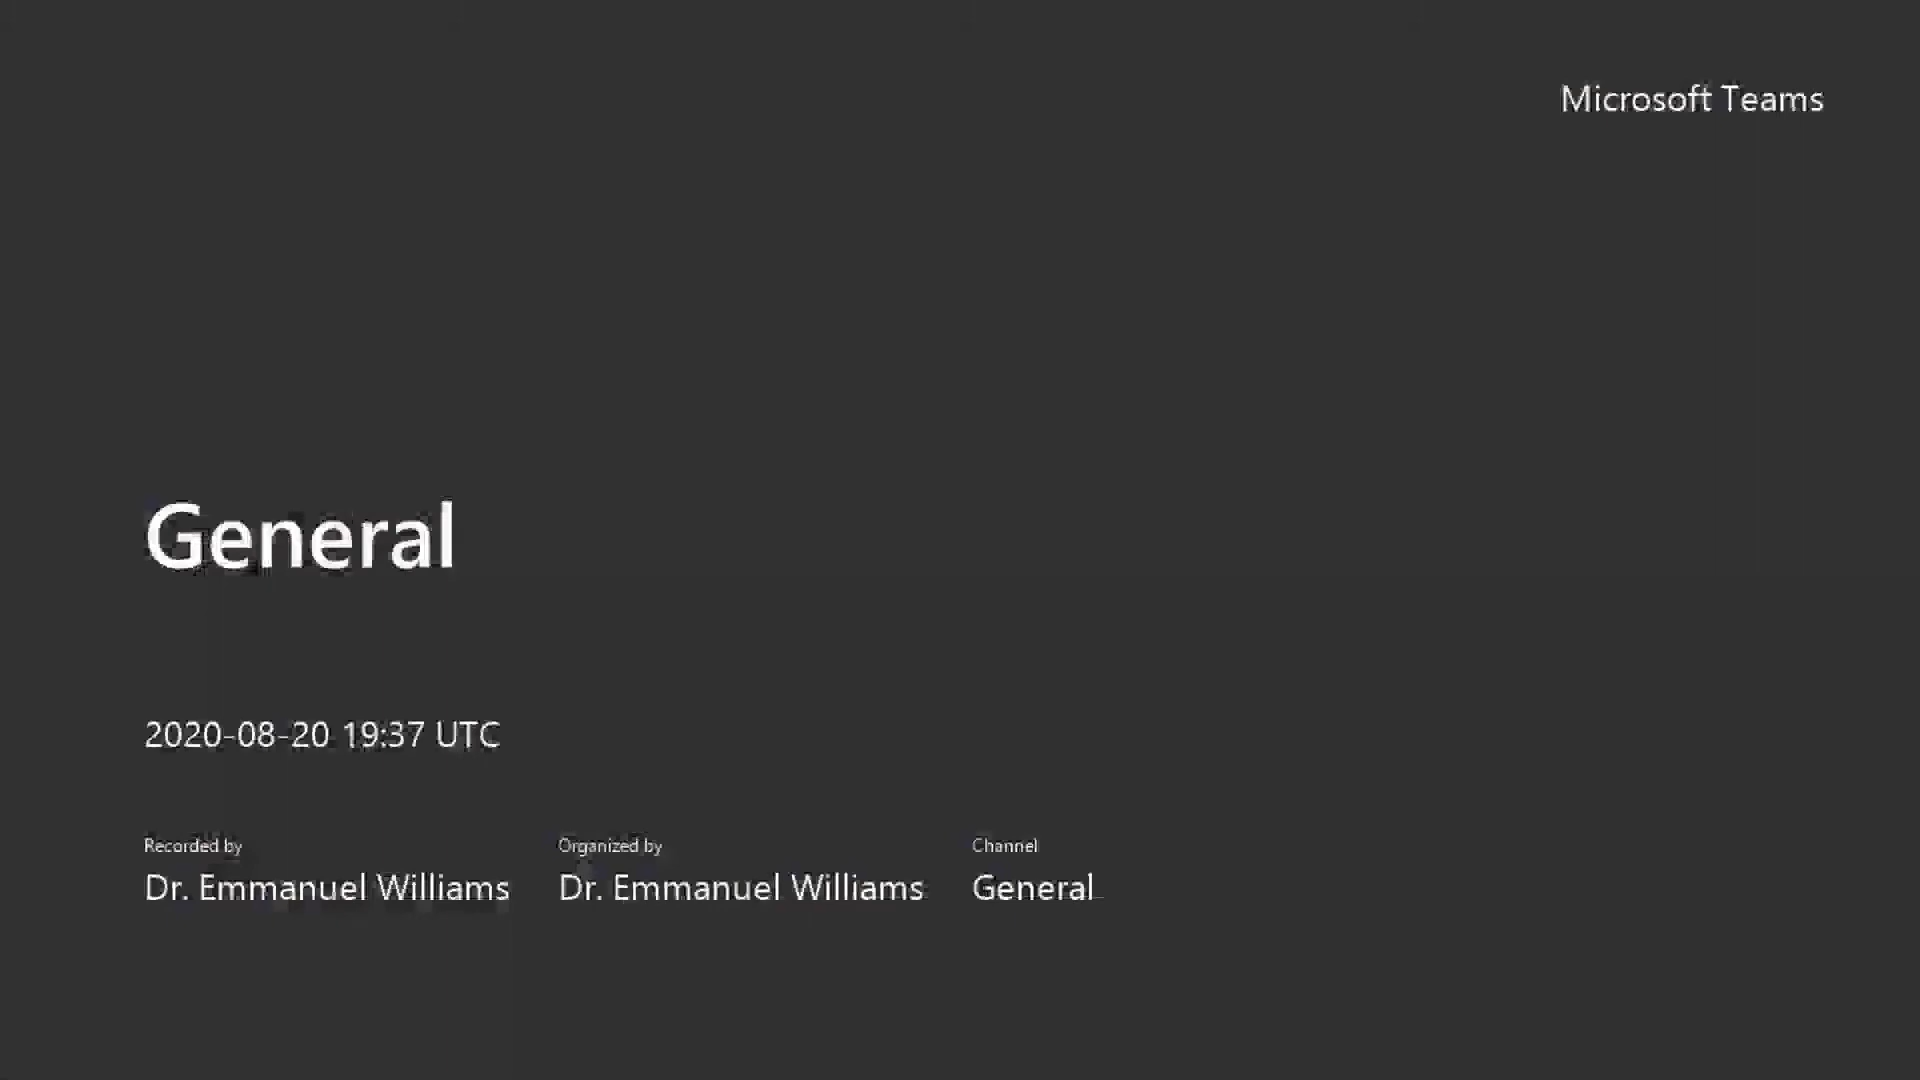 Microsoft Teams
General
2020-08-20 19:37 UTC
Recorded by
Dr. Emmanuel Williams
Organized by
Dr. Emmanuel Williams
Channel
General